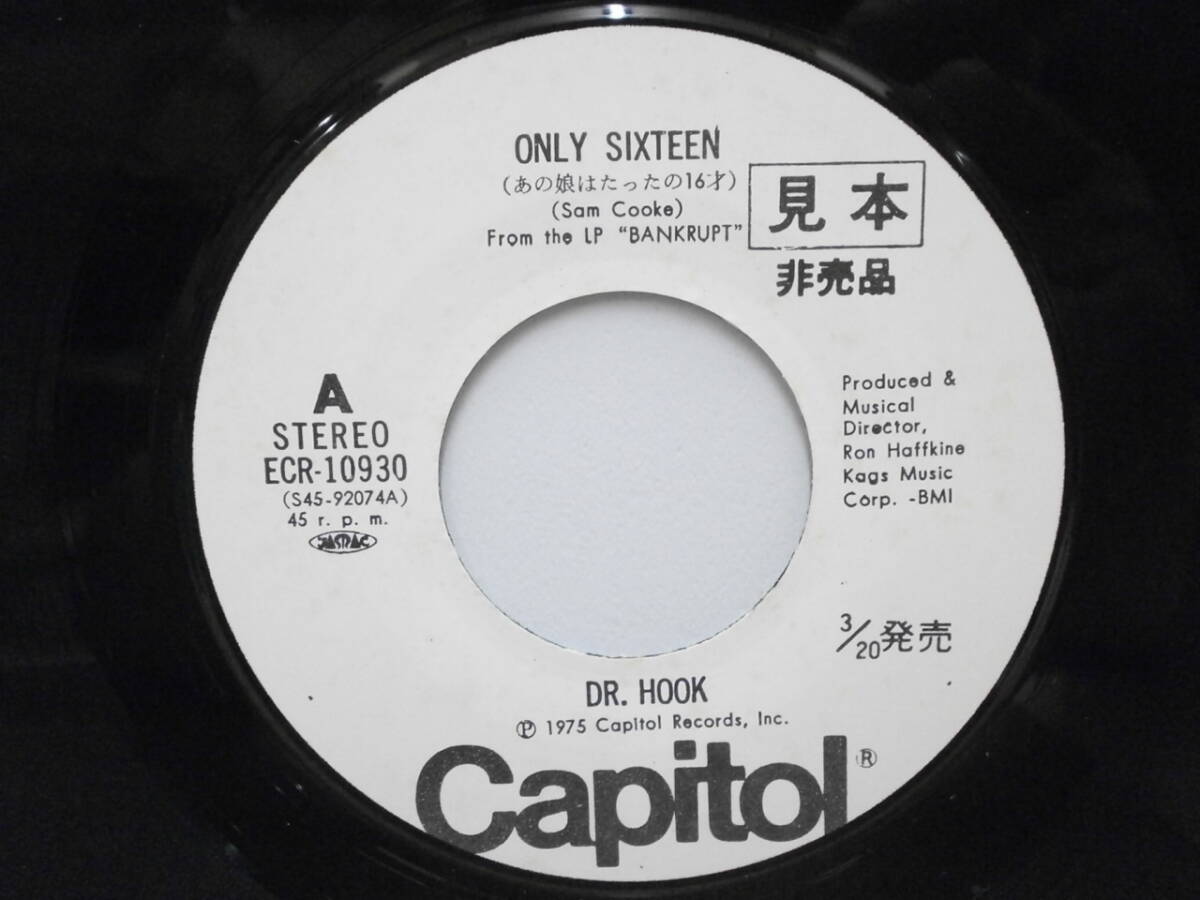 ONLY SIXTEEN
(あの娘はたったの16才)
(Sam Cooke)
From the LP “BANKRUPT”
見本
非売品
A
STEREO
ECR-10930
(S45-92074A)
45 r. p. m.
JASRAC
Produced &
Musical
Director,
Ron Haffkine
Kags Music
Corp. -BMI
3/20発売
DR. HOOK
Ⓟ 1975 Capitol Records, Inc.
Capitol®